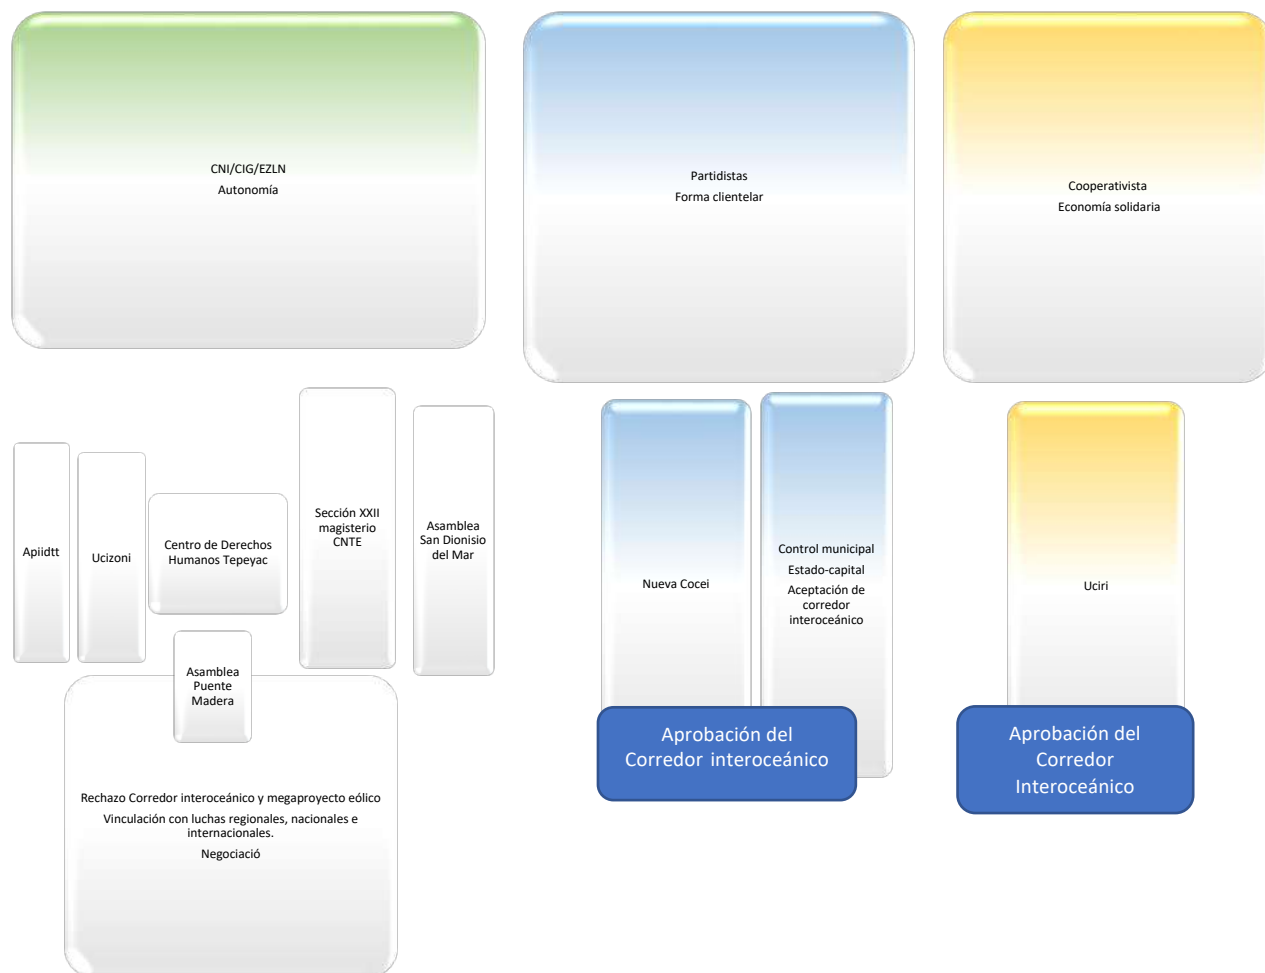 CNI/CIG/EZLN
Autonomía
Partidistas
Forma clientelar
Cooperativista
Economía solidaria
Apiidtt
Ucizoni
Centro de Derechos
Humanos Tepeyac
Sección XXII
magisterio
CNTE
Asamblea
San Dionisio
del Mar
Asamblea
Puente
Madera
Rechazo Corredor interoceánico y megaproyecto eólico
Vinculación con luchas regionales, nacionales e
internacionales.
Negociació
Nueva Cocei
Control municipal
Estado-capital
Aceptación de
corredor
interoceánico
Aprobación del
Corredor interoceánico
Uciri
Aprobación del
Corredor
Interoceánico